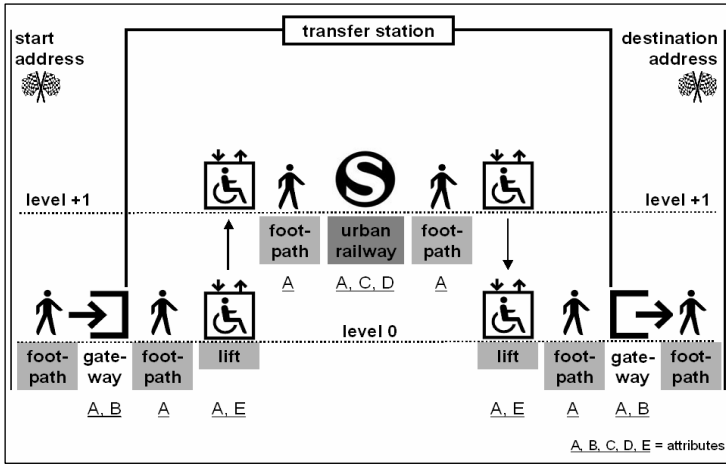 transfer station
start
address
destination
address
S
level +1
level +1
foot-
path
urban
railway
foot-
path
A
A, C, D
A
level 0
foot-
path
gate-
way
foot-
path
lift
lift
foot-
path
gate-
way
foot-
path
A, B
A
A, E
A, E
A
A, B
A, B, C, D, E = attributes